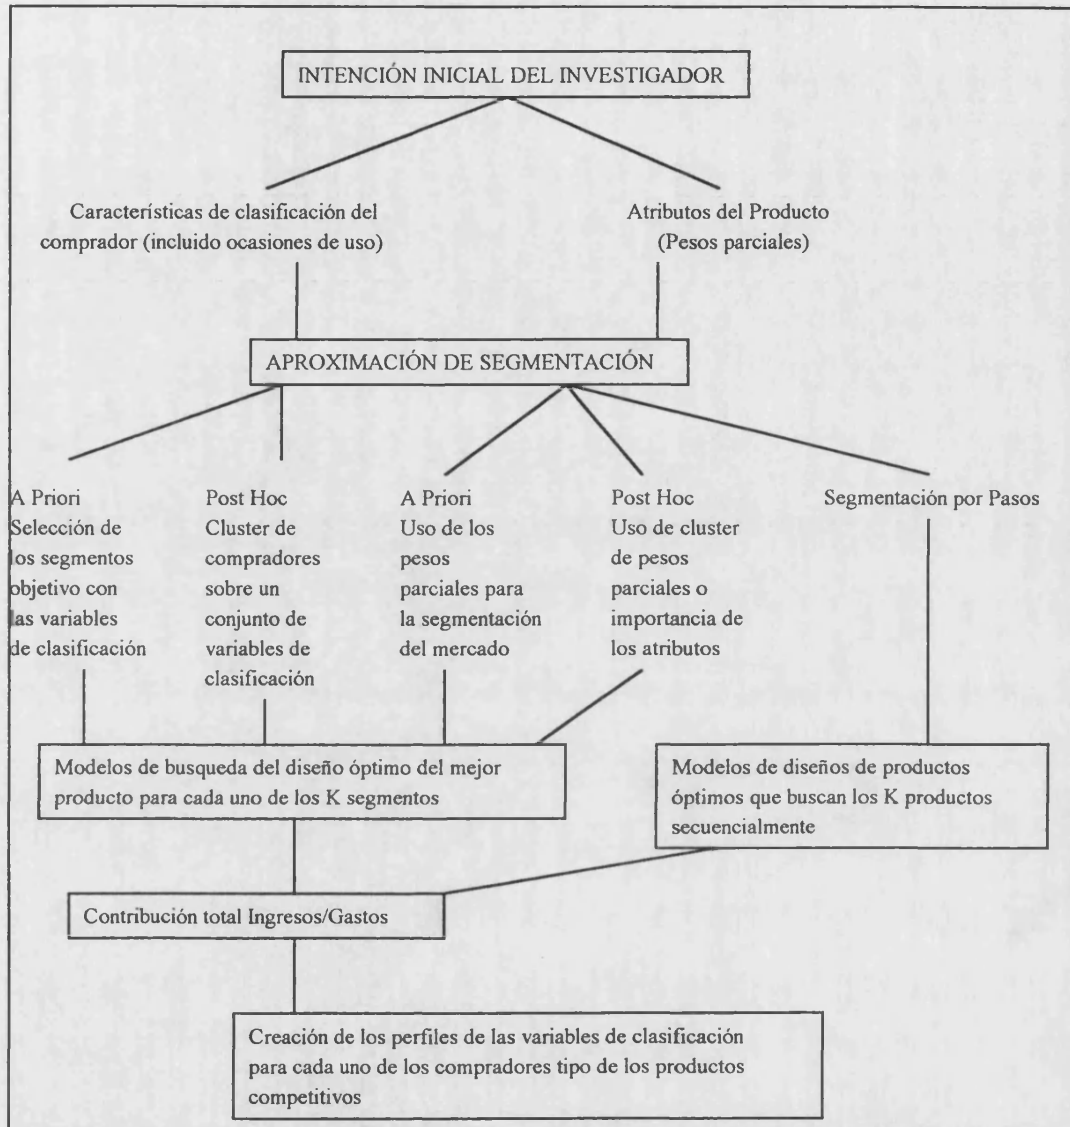 INTENCIÓN INICIAL DEL INVESTIGADOR
Características de clasificación del
comprador (incluido ocasiones de uso)
Atributos del Producto
(Pesos parciales)
APROXIMACIÓN DE SEGMENTACIÓN
A Priori
Selección de
los segmentos
objetivo con
las variables
de clasificación
Post Hoc
Cluster de
compradores
sobre un
conjunto de
variables de
clasificación
A Priori
Uso de los
pesos
parciales para
la segmentación
del mercado
Post Hoc
Uso de cluster
de pesos
parciales o
importancia de
los atributos
Segmentación por Pasos
Modelos de busqueda del diseño óptimo del mejor
producto para cada uno de los K segmentos
Modelos de diseños de productos
óptimos que buscan los K productos
secuencialmente
Contribución total Ingresos/Gastos
Creación de los perfiles de las variables de clasificación
para cada uno de los compradores tipo de los productos
competitivos